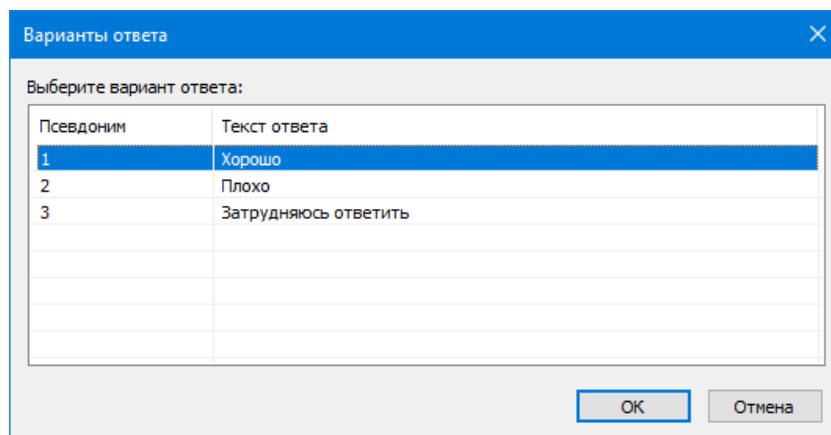 Варианты ответа
Выберите вариант ответа:
Псевдоним Текст ответа
1 Хорошо
2 Плохо
3 Затрудняюсь ответить
OK Отмена